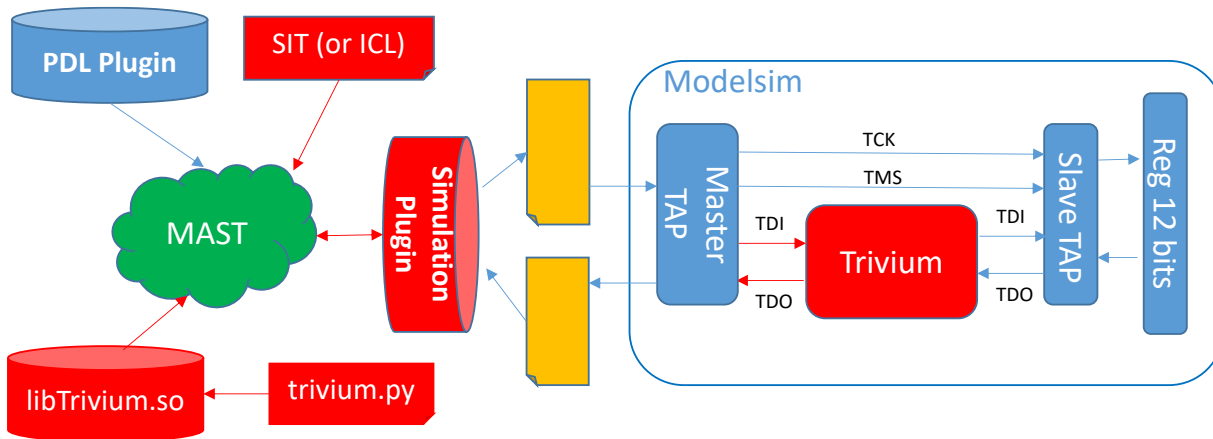 PDL Plugin
SIT (or ICL)
MAST
libTrivium.so
trivium.py
Simulation
Plugin
Modelsim
Master
TAP
TCK
TMS
TDI
TDO
Trivium
TDI
TDO
Slave TAP
Reg 12 bits